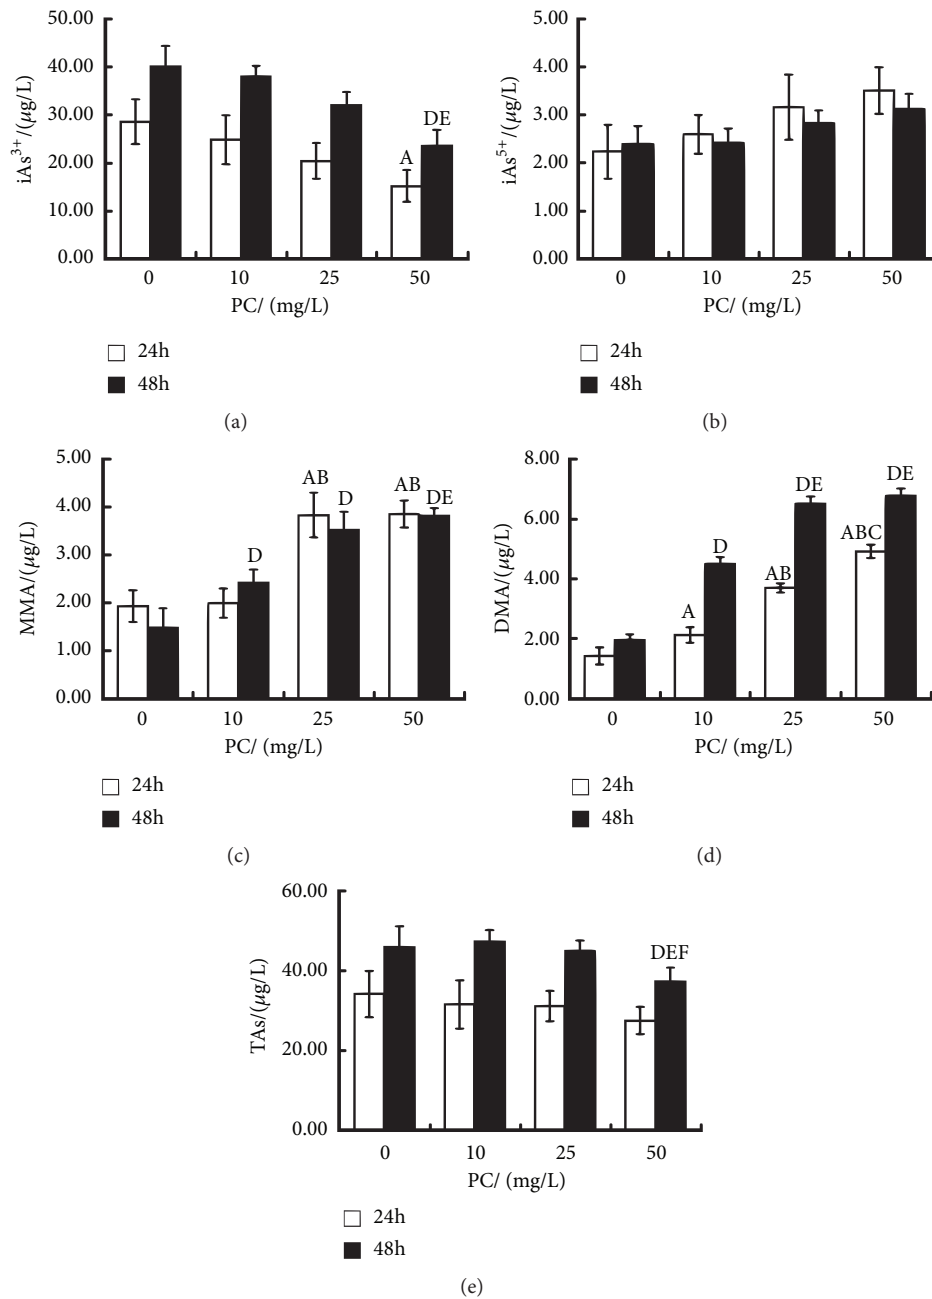 50.00
40.00
30.00
20.00
10.00
0.00
iAs3+/(μg/L)
A
DE
0 10 25 50
PC/ (mg/L)
24h
48h
(a)
5.00
4.00
3.00
2.00
1.00
0.00
iAs5+/(μg/L)
0 10 25 50
PC/ (mg/L)
24h
48h
(b)
5.00
4.00
3.00
2.00
1.00
0.00
MMA/(μg/L)
D
AB
D
AB
DE
0 10 25 50
PC/ (mg/L)
24h
48h
(c)
8.00
6.00
4.00
2.00
0.00
DMA/(μg/L)
A
D
AB
DE
ABC
DE
0 10 25 50
PC/ (mg/L)
24h
48h
(d)
60.00
40.00
20.00
0.00
TAs/(μg/L)
DEF
0 10 25 50
PC/ (mg/L)
24h
48h
(e)